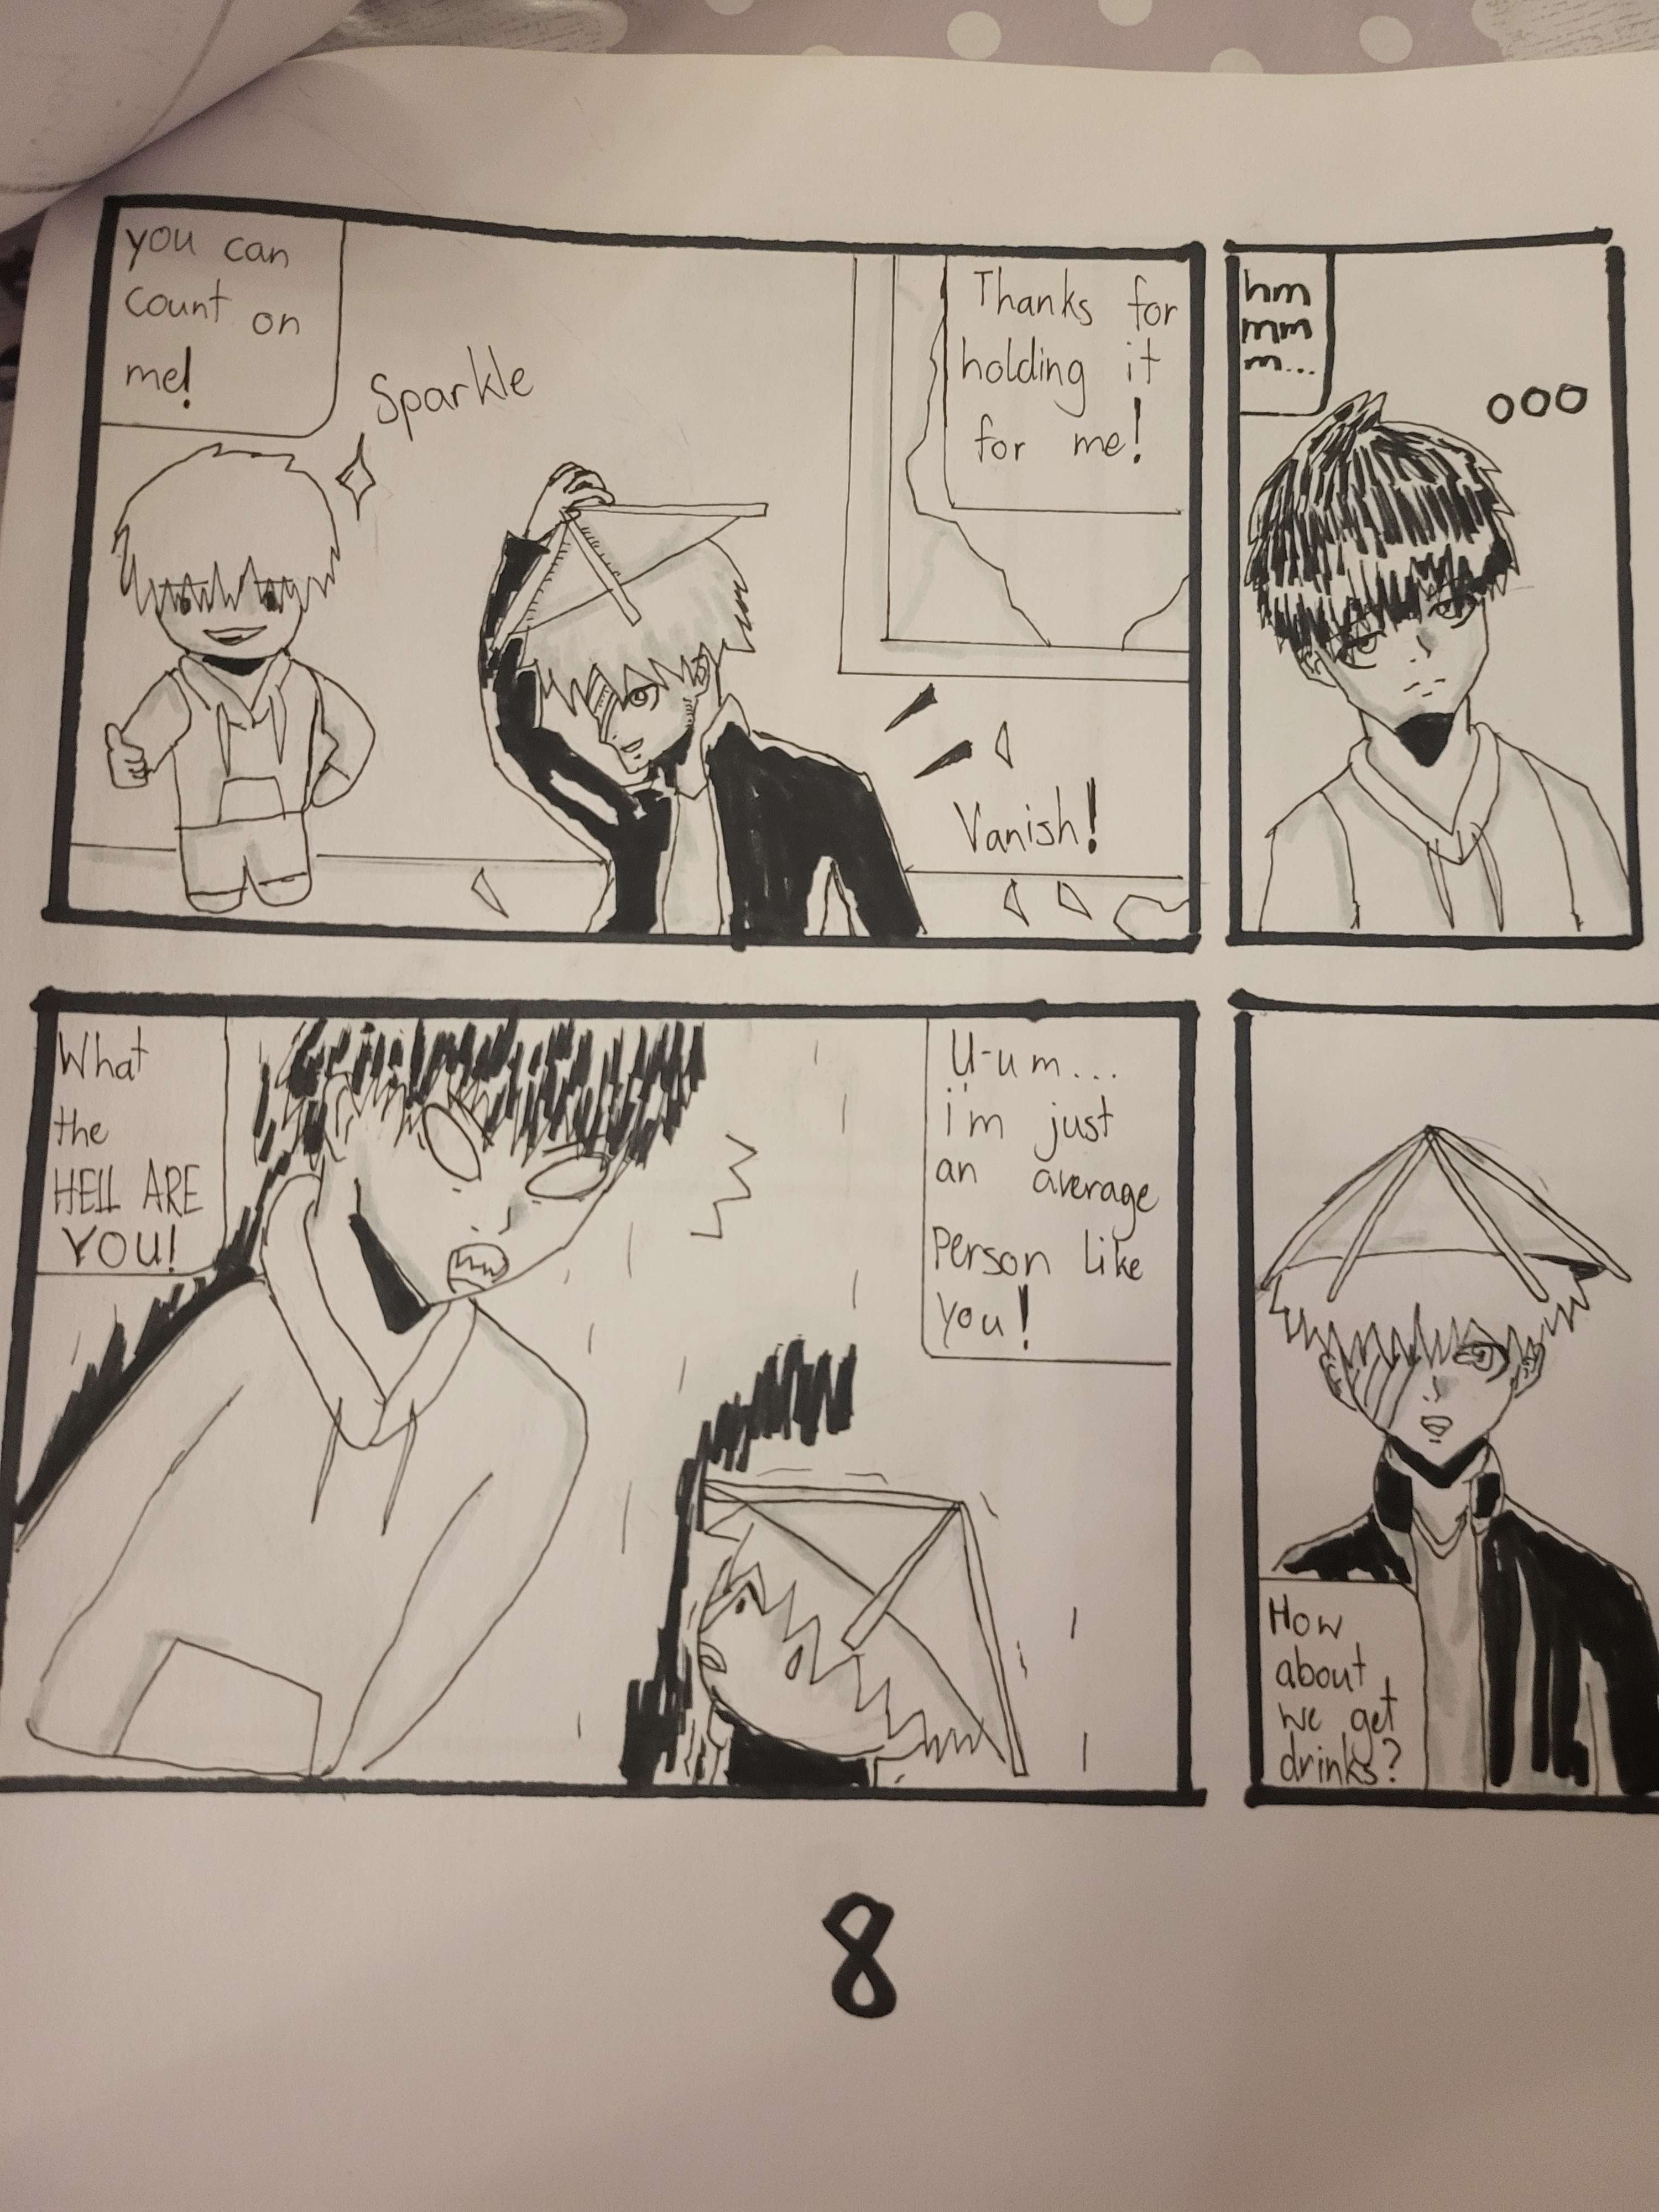 you can
count on
me!
Sparkle
Thanks for
holding it
for me!
Vanish!
hm
mm
m...
What
the
HELL ARE
YOU!
U-um...
i'm just
an average
Person like
you!
How
about
we get
drinks?
8